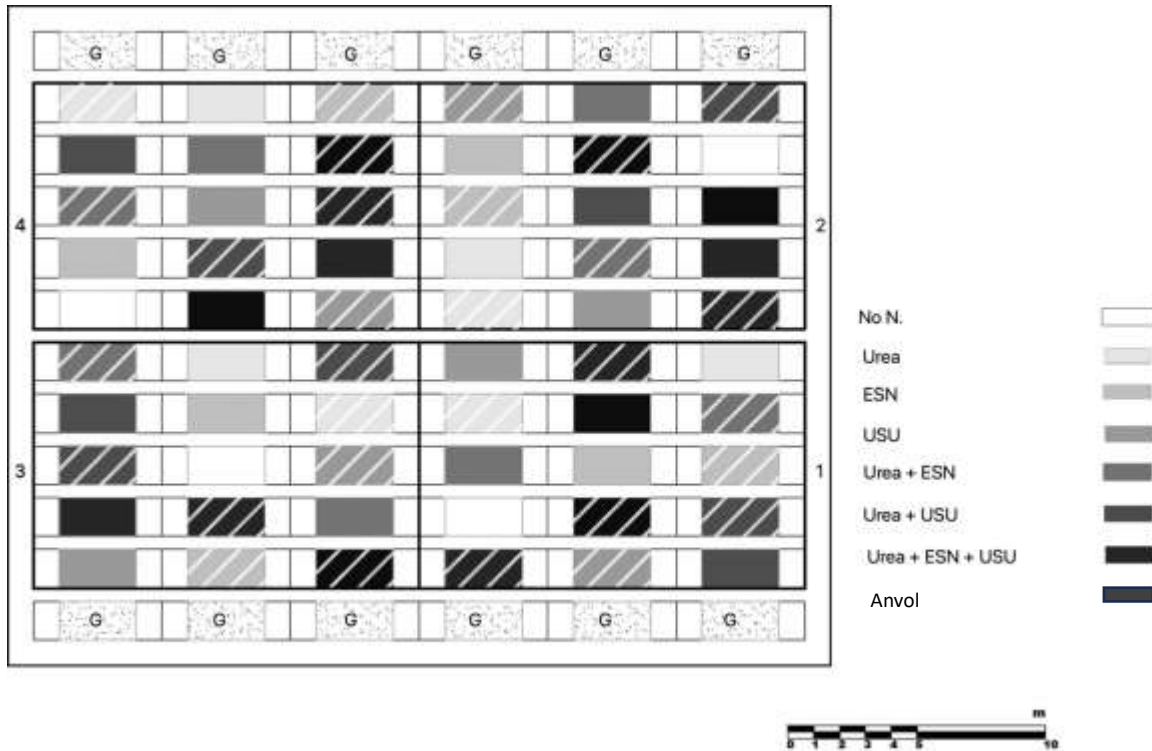 G G G G G G
4 2
3 1
G G G G G G
No N.
Urea
ESN
USU
Urea + ESN
Urea + USU
Urea + ESN + USU
Anvol
m
0 1 2 3 4 5 10